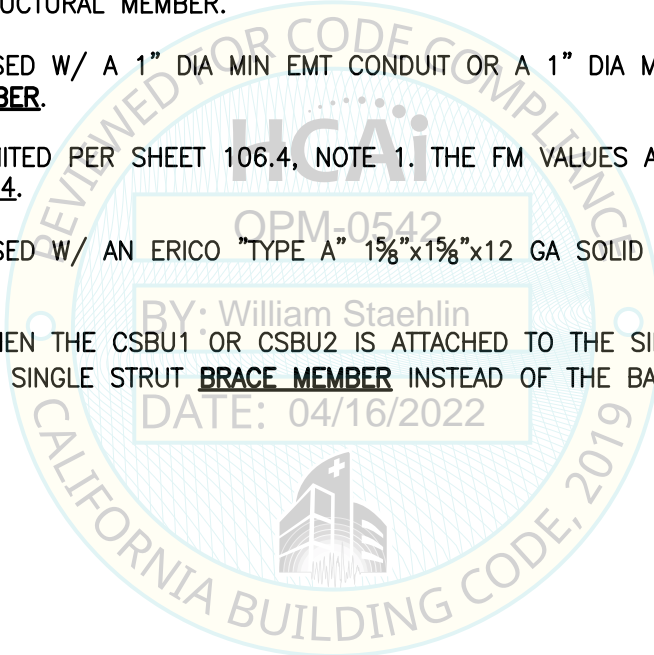 UCTURAL MEMBER.
SED W/ A 1" DIA MIN EMT CONDUIT OR A 1" DIA M
BER.
REVIEWED FOR CODE COMPLIANCE
HCAi
ITED PER SHEET 106.4, NOTE 1. THE FM VALUES A
4.
OPM-0542
SED W/ AN ERICO "TYPE A" 1⅝"x1⅝"x12 GA SOLID
BY: William Staehlin
EN THE CSBU1 OR CSBU2 IS ATTACHED TO THE SI
SINGLE STRUT BRACE MEMBER INSTEAD OF THE BA
DATE: 04/16/2022
CALIFORNIA BUILDING CODE, 2019